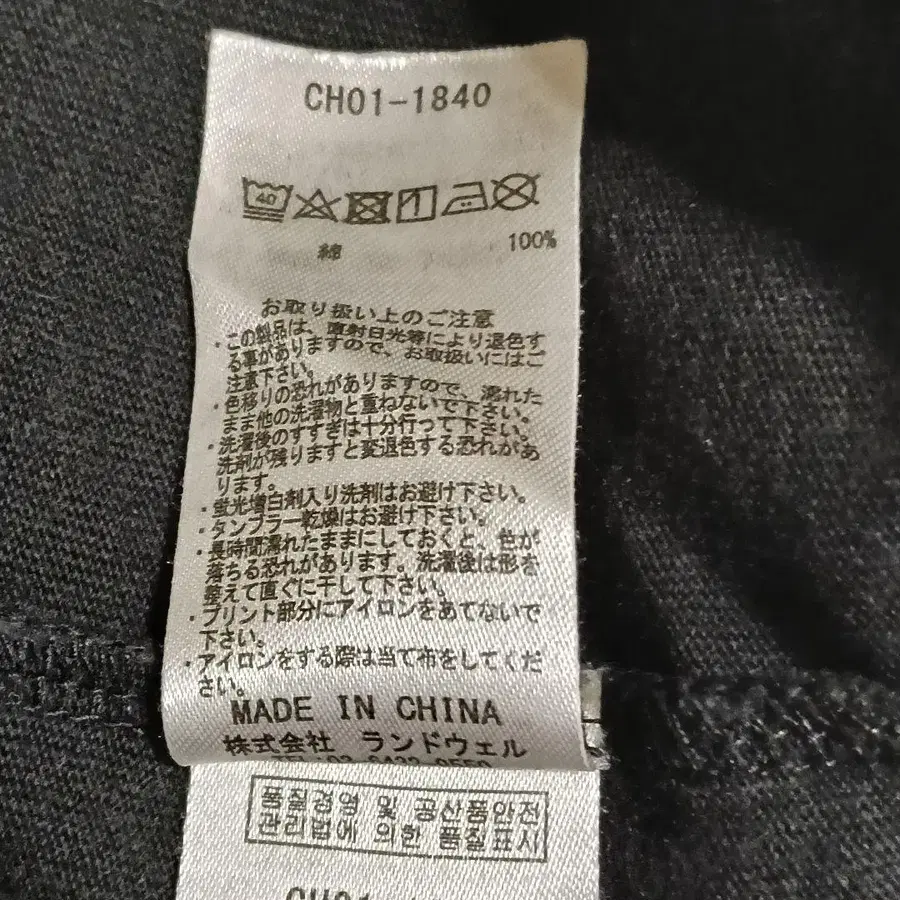 CH01-1840
40
綿 100%
お取り扱い上のご注意
・この製品は、直射日光等により退色す
る事がありますので、お取扱いにはご
注意下さい。
・色移りの恐れがありますので、濡れた
まま他の洗濯物と重ねないで下さい。
・洗濯後のすすぎは十分行って下さい。
洗剤が残りますと変退色する恐れがあ
ります。
・蛍光増白剤入り洗剤はお避け下さい。
・タンブラー乾燥はお避け下さい。
・長時間濡れたままにしておくと、色が
落ちる恐れがあります。洗濯後は形を
整えて直ぐに干して下さい。
・プリント部分にアイロンをあてないで
下さい。
・アイロンをする際は当て布をしてくだ
さい。
MADE IN CHINA
株式会社 ランドウェル
품질경영 및 공산품안전
관리법에 의한 품질표시
CH01